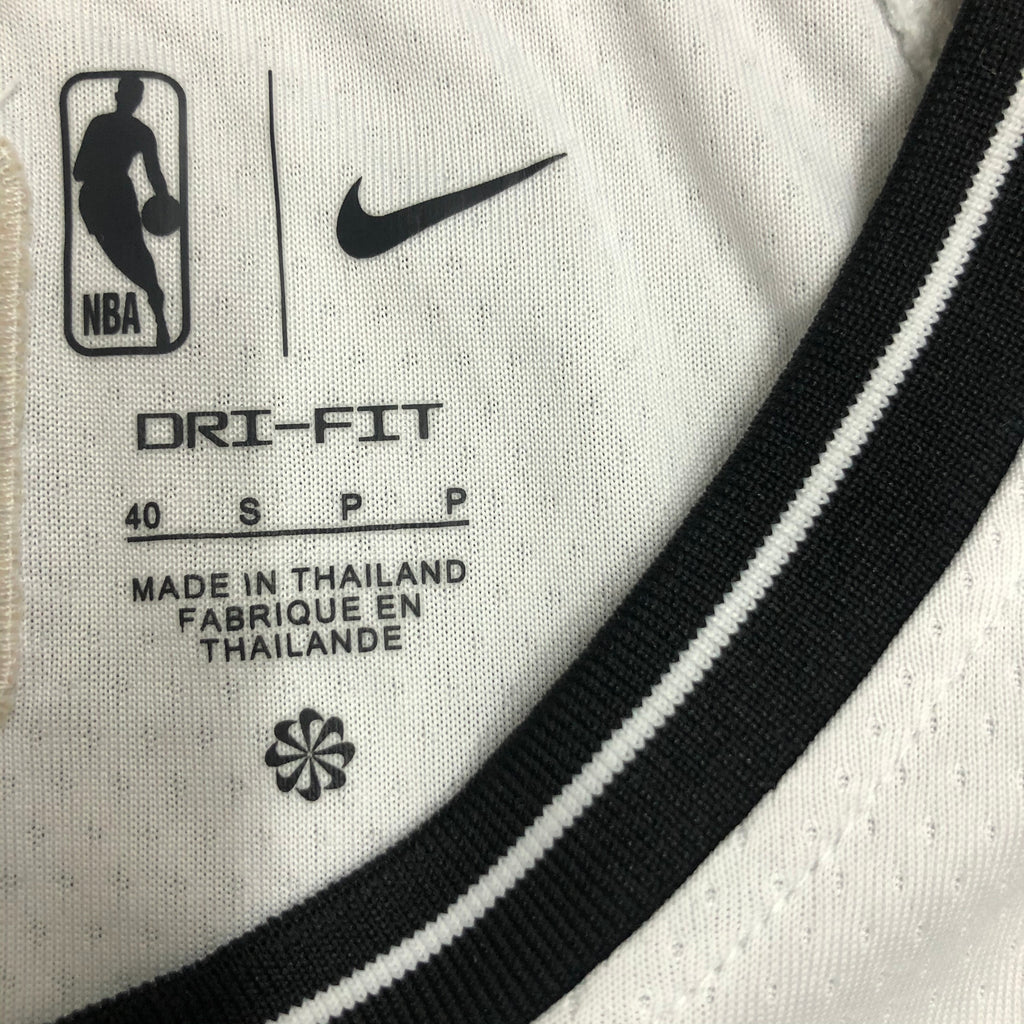 NBA
DRI-FIT
40 S P P
MADE IN THAILAND
FABRIQUE EN
THAILANDE